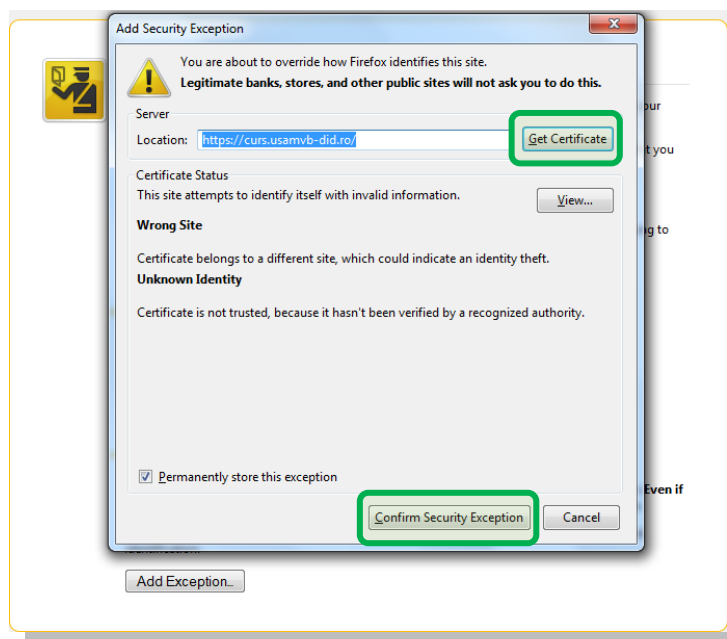 Add Security Exception
You are about to override how Firefox identifies this site.
Legitimate banks, stores, and other public sites will not ask you to do this.
Server
Location: https://curs.usamvb-did.ro/ Get Certificate
Certificate Status
This site attempts to identify itself with invalid information.
View...
Wrong Site
Certificate belongs to a different site, which could indicate an identity theft.
Unknown Identity
Certificate is not trusted, because it hasn't been verified by a recognized authority.
Permanently store this exception
Even if
Confirm Security Exception Cancel
Add Exception...